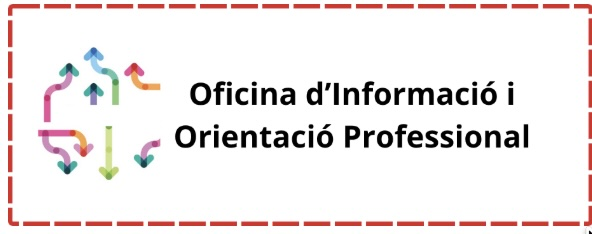 Oficina d’Informació i
Orientació Professional